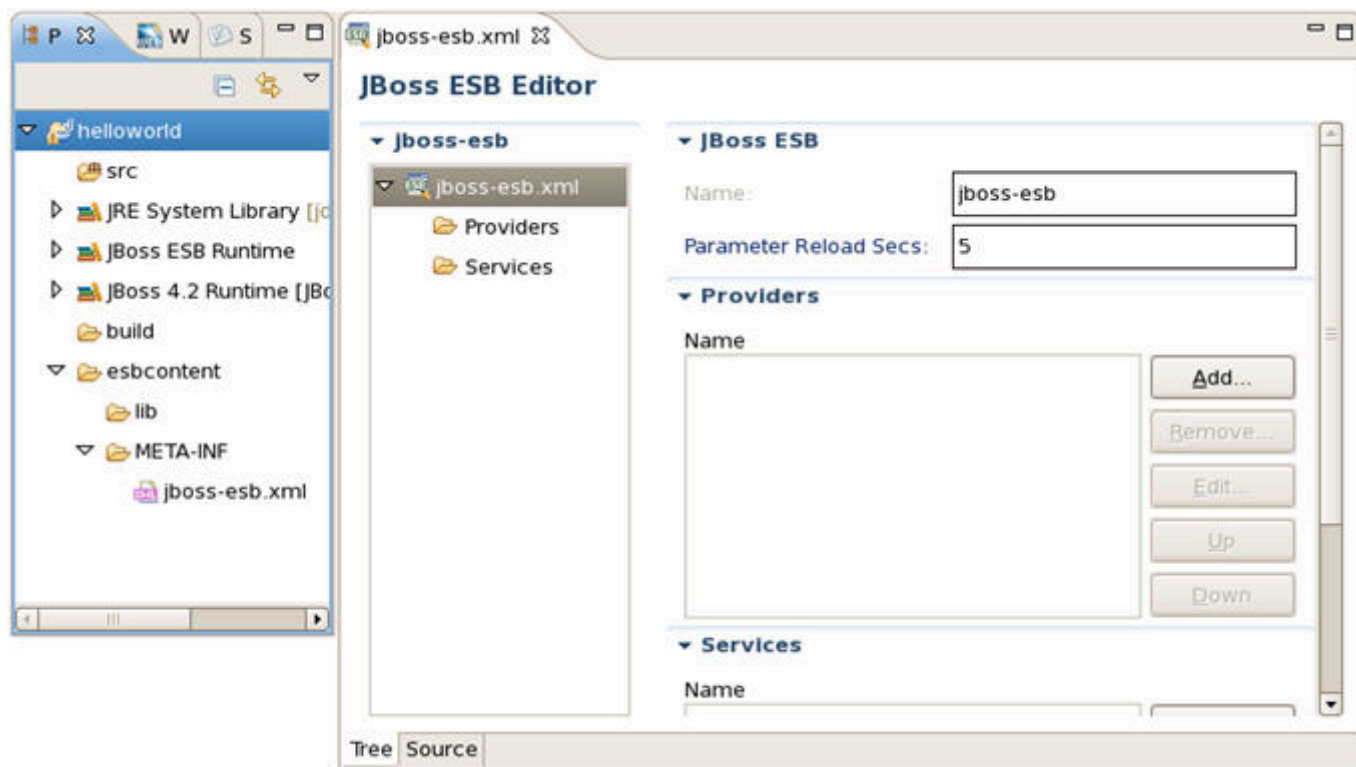 P W S
helloworld
src
JRE System Library [jd
JBoss ESB Runtime
JBoss 4.2 Runtime [JBo
build
esbcontent
lib
META-INF
jboss-esb.xml
jboss-esb.xml
JBoss ESB Editor
jboss-esb
jboss-esb.xml
Providers
Services
JBoss ESB
Name: jboss-esb
Parameter Reload Secs: 5
Providers
Name
Add...
Remove...
Edit...
Up
Down
Services
Name
Tree Source